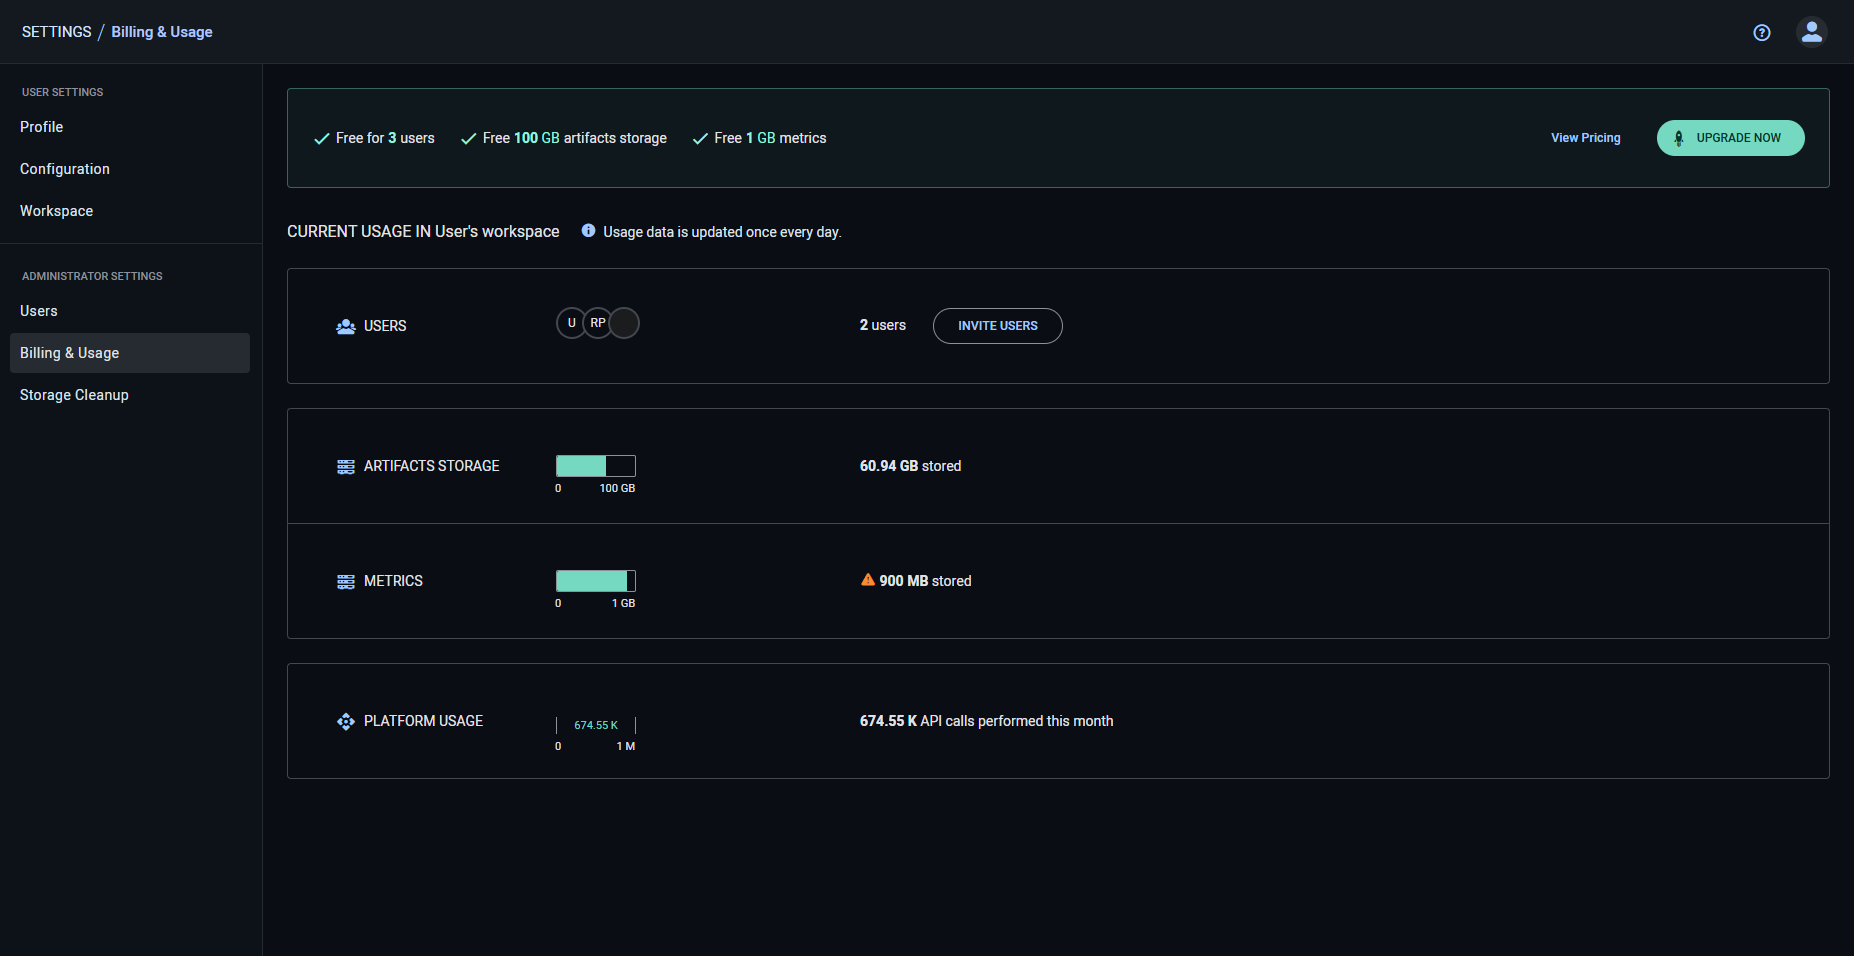 SETTINGS / Billing & Usage
USER SETTINGS
Profile
Configuration
Workspace
ADMINISTRATOR SETTINGS
Users
Billing & Usage
Storage Cleanup
Free for 3 users
Free 100 GB artifacts storage
Free 1 GB metrics
View Pricing
UPGRADE NOW
CURRENT USAGE IN User's workspace
Usage data is updated once every day.
USERS
U
RP
2 users
INVITE USERS
ARTIFACTS STORAGE
0
100 GB
60.94 GB stored
METRICS
0
1 GB
900 MB stored
PLATFORM USAGE
674.55 K
0
1 M
674.55 K API calls performed this month